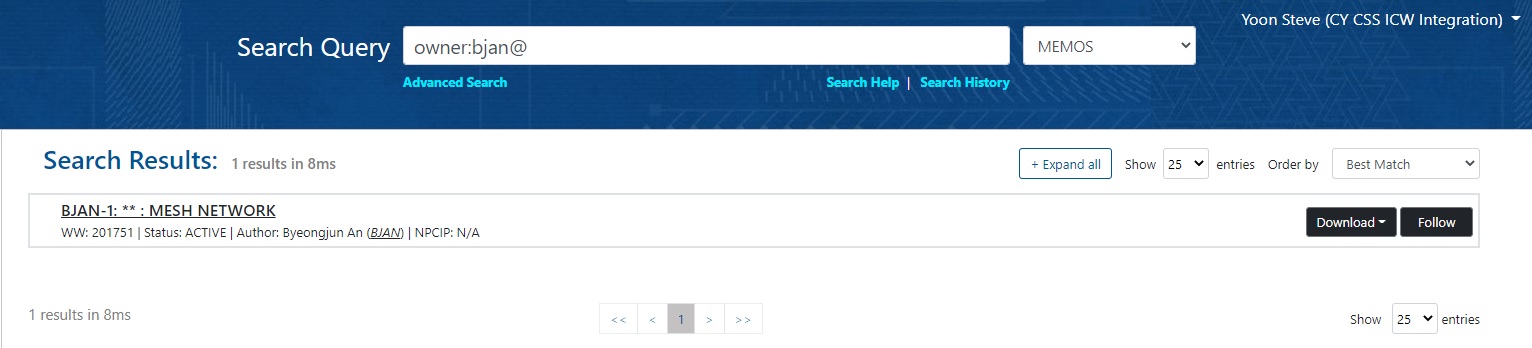 Yoon Steve (CY CSS ICW Integration)
Search Query owner:bjan@ MEMOS
Advanced Search Search Help | Search History
Search Results: 1 results in 8ms + Expand all Show 25 entries Order by Best Match
BJAN-1: ** : MESH NETWORK
WW: 201751 | Status: ACTIVE | Author: Byeongjun An (BJAN) | NPCIP: N/A Download Follow
1 results in 8ms << < 1 > >> Show 25 entries